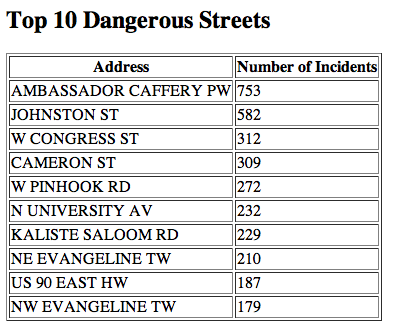 Top 10 Dangerous Streets
Address Number of Incidents
AMBASSADOR CAFFERY PW 753
JOHNSTON ST 582
W CONGRESS ST 312
CAMERON ST 309
W PINHOOK RD 272
N UNIVERSITY AV 232
KALISTE SALOOM RD 229
NE EVANGELINE TW 210
US 90 EAST HW 187
NW EVANGELINE TW 179